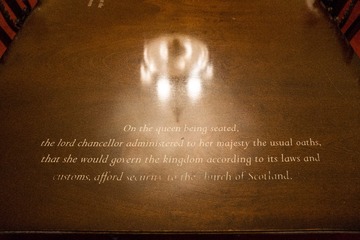 On the queen being seated,
the lord chancellor administered to her majesty the usual oaths,
that she would govern the kingdom according to its laws and
customs, afford security to the church of Scotland,